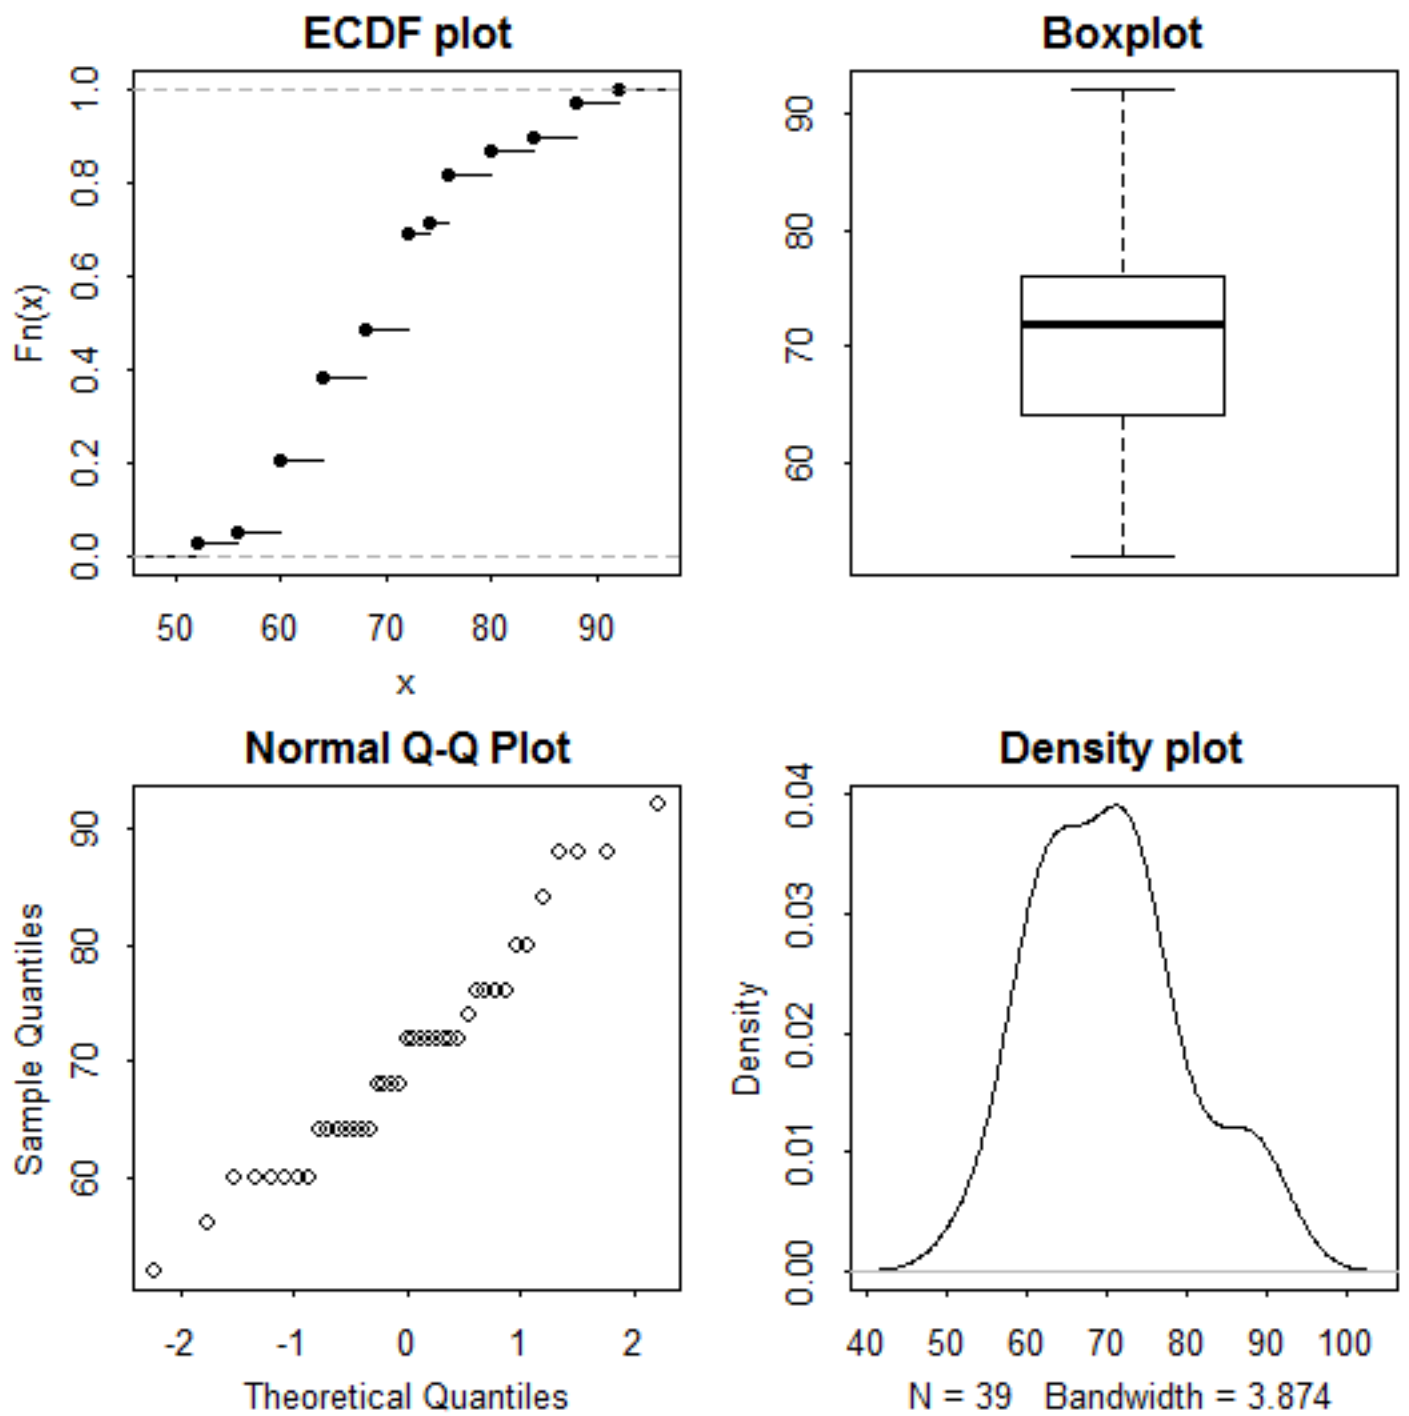 ECDF plot
Fn(x)
0.0 0.2 0.4 0.6 0.8 1.0
50 60 70 80 90
x
Boxplot
60 70 80 90
Normal Q-Q Plot
Sample Quantiles
60 70 80 90
-2 -1 0 1 2
Theoretical Quantiles
Density plot
Density
0.00 0.01 0.02 0.03 0.04
40 50 60 70 80 90 100
N = 39 Bandwidth = 3.874